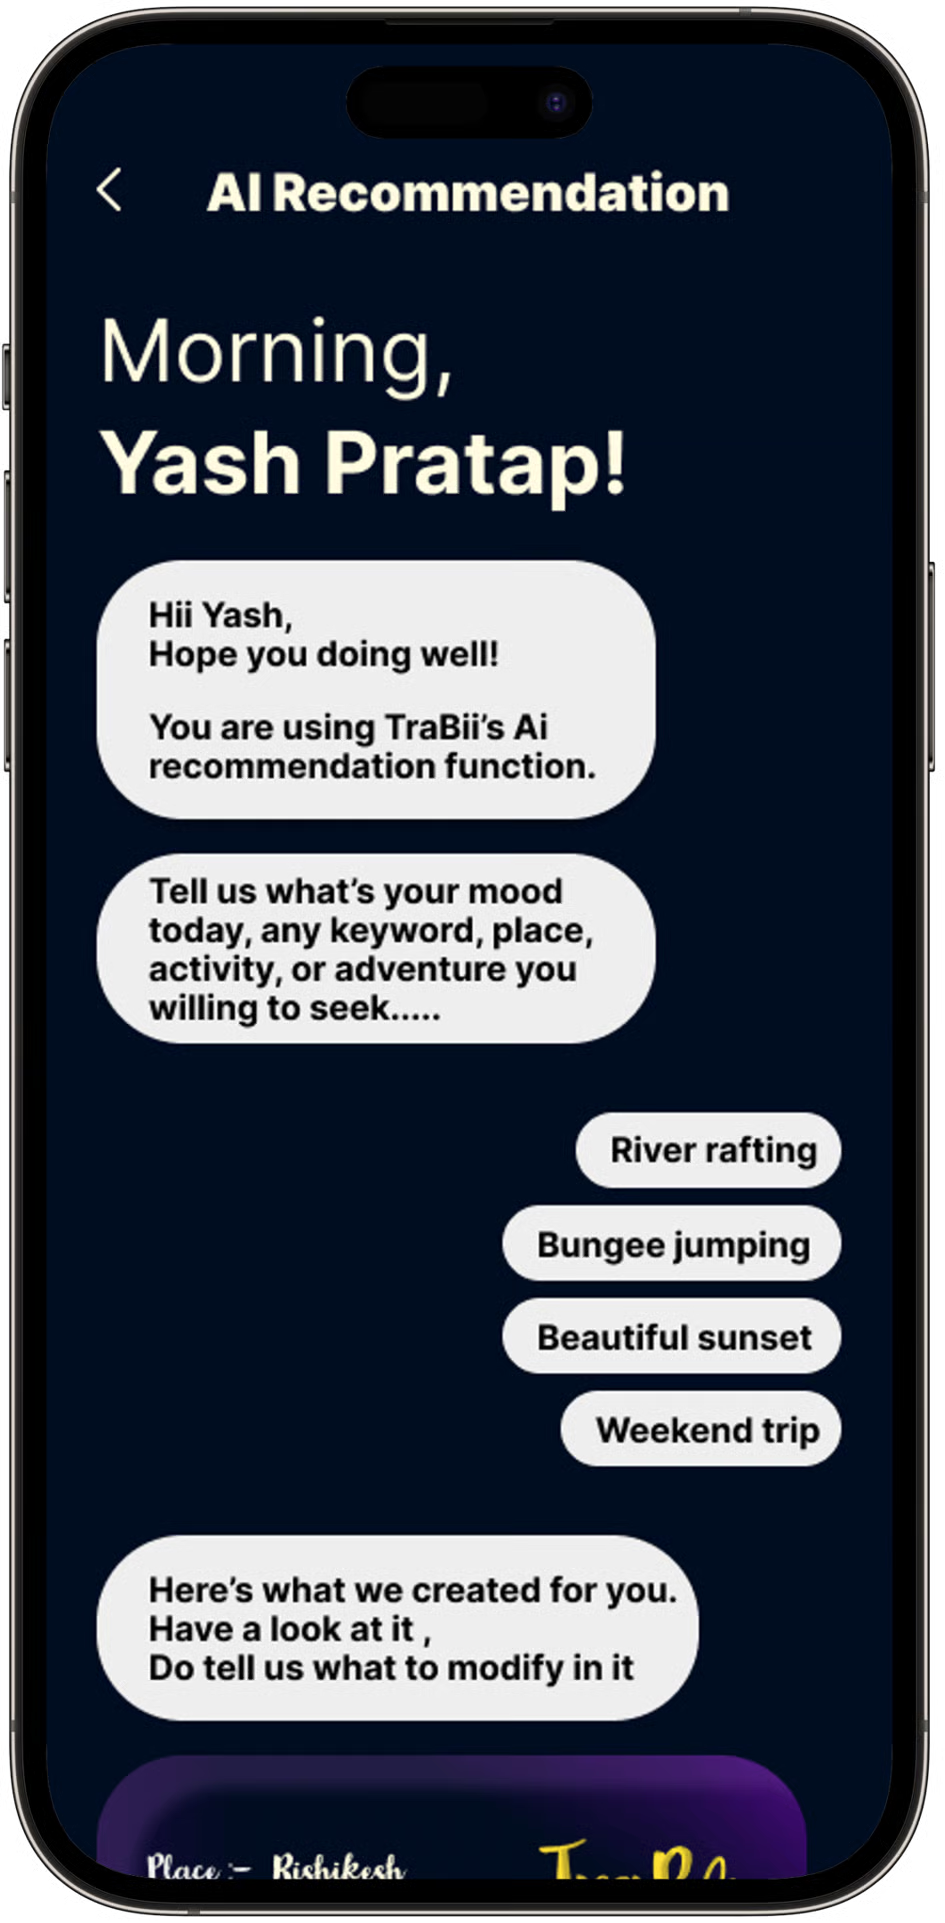 AI Recommendation
Morning,
Yash Pratap!
Hii Yash,
Hope you doing well!
You are using TraBii’s Ai
recommendation function.
Tell us what’s your mood
today, any keyword, place,
activity, or adventure you
willing to seek.....
River rafting
Bungee jumping
Beautiful sunset
Weekend trip
Here’s what we created for you.
Have a look at it ,
Do tell us what to modify in it
Place :- Rishikesh